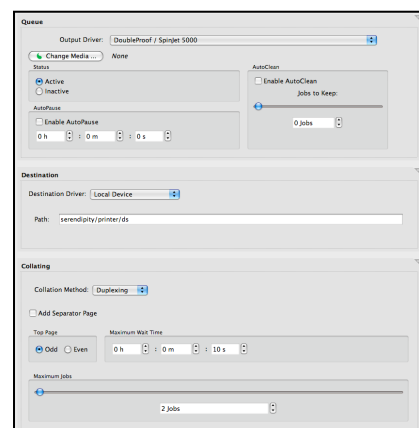 Queue
Output Driver: DoubleProof / SpinJet 5000
Change Media ... None
Status
Active
Inactive
AutoPause
Enable AutoPause
0 h : 0 m : 0 s
AutoClean
Enable AutoClean
Jobs to Keep:
0 Jobs
Destination
Destination Driver: Local Device
Path: serendipity/printer/ds
Collating
Collation Method: Duplexing
Add Separator Page
Top Page
Odd Even
Maximum Wait Time
0 h : 0 m : 10 s
Maximum Jobs
2 Jobs